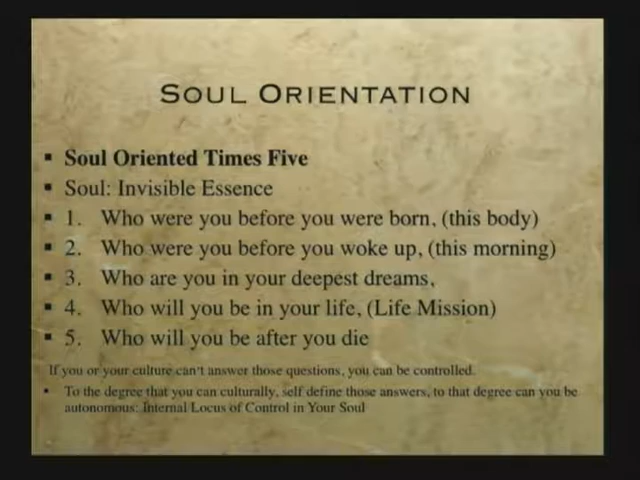 SOUL ORIENTATION
▪ Soul Oriented Times Five
▪ Soul: Invisible Essence
▪ 1. Who were you before you were born, (this body)
▪ 2. Who were you before you woke up, (this morning)
▪ 3. Who are you in your deepest dreams,
▪ 4. Who will you be in your life, (Life Mission)
▪ 5. Who will you be after you die
If you or your culture can't answer those questions, you can be controlled.
▪ To the degree that you can culturally, self define those answers, to that degree can you be
autonomous: Internal Locus of Control in Your Soul